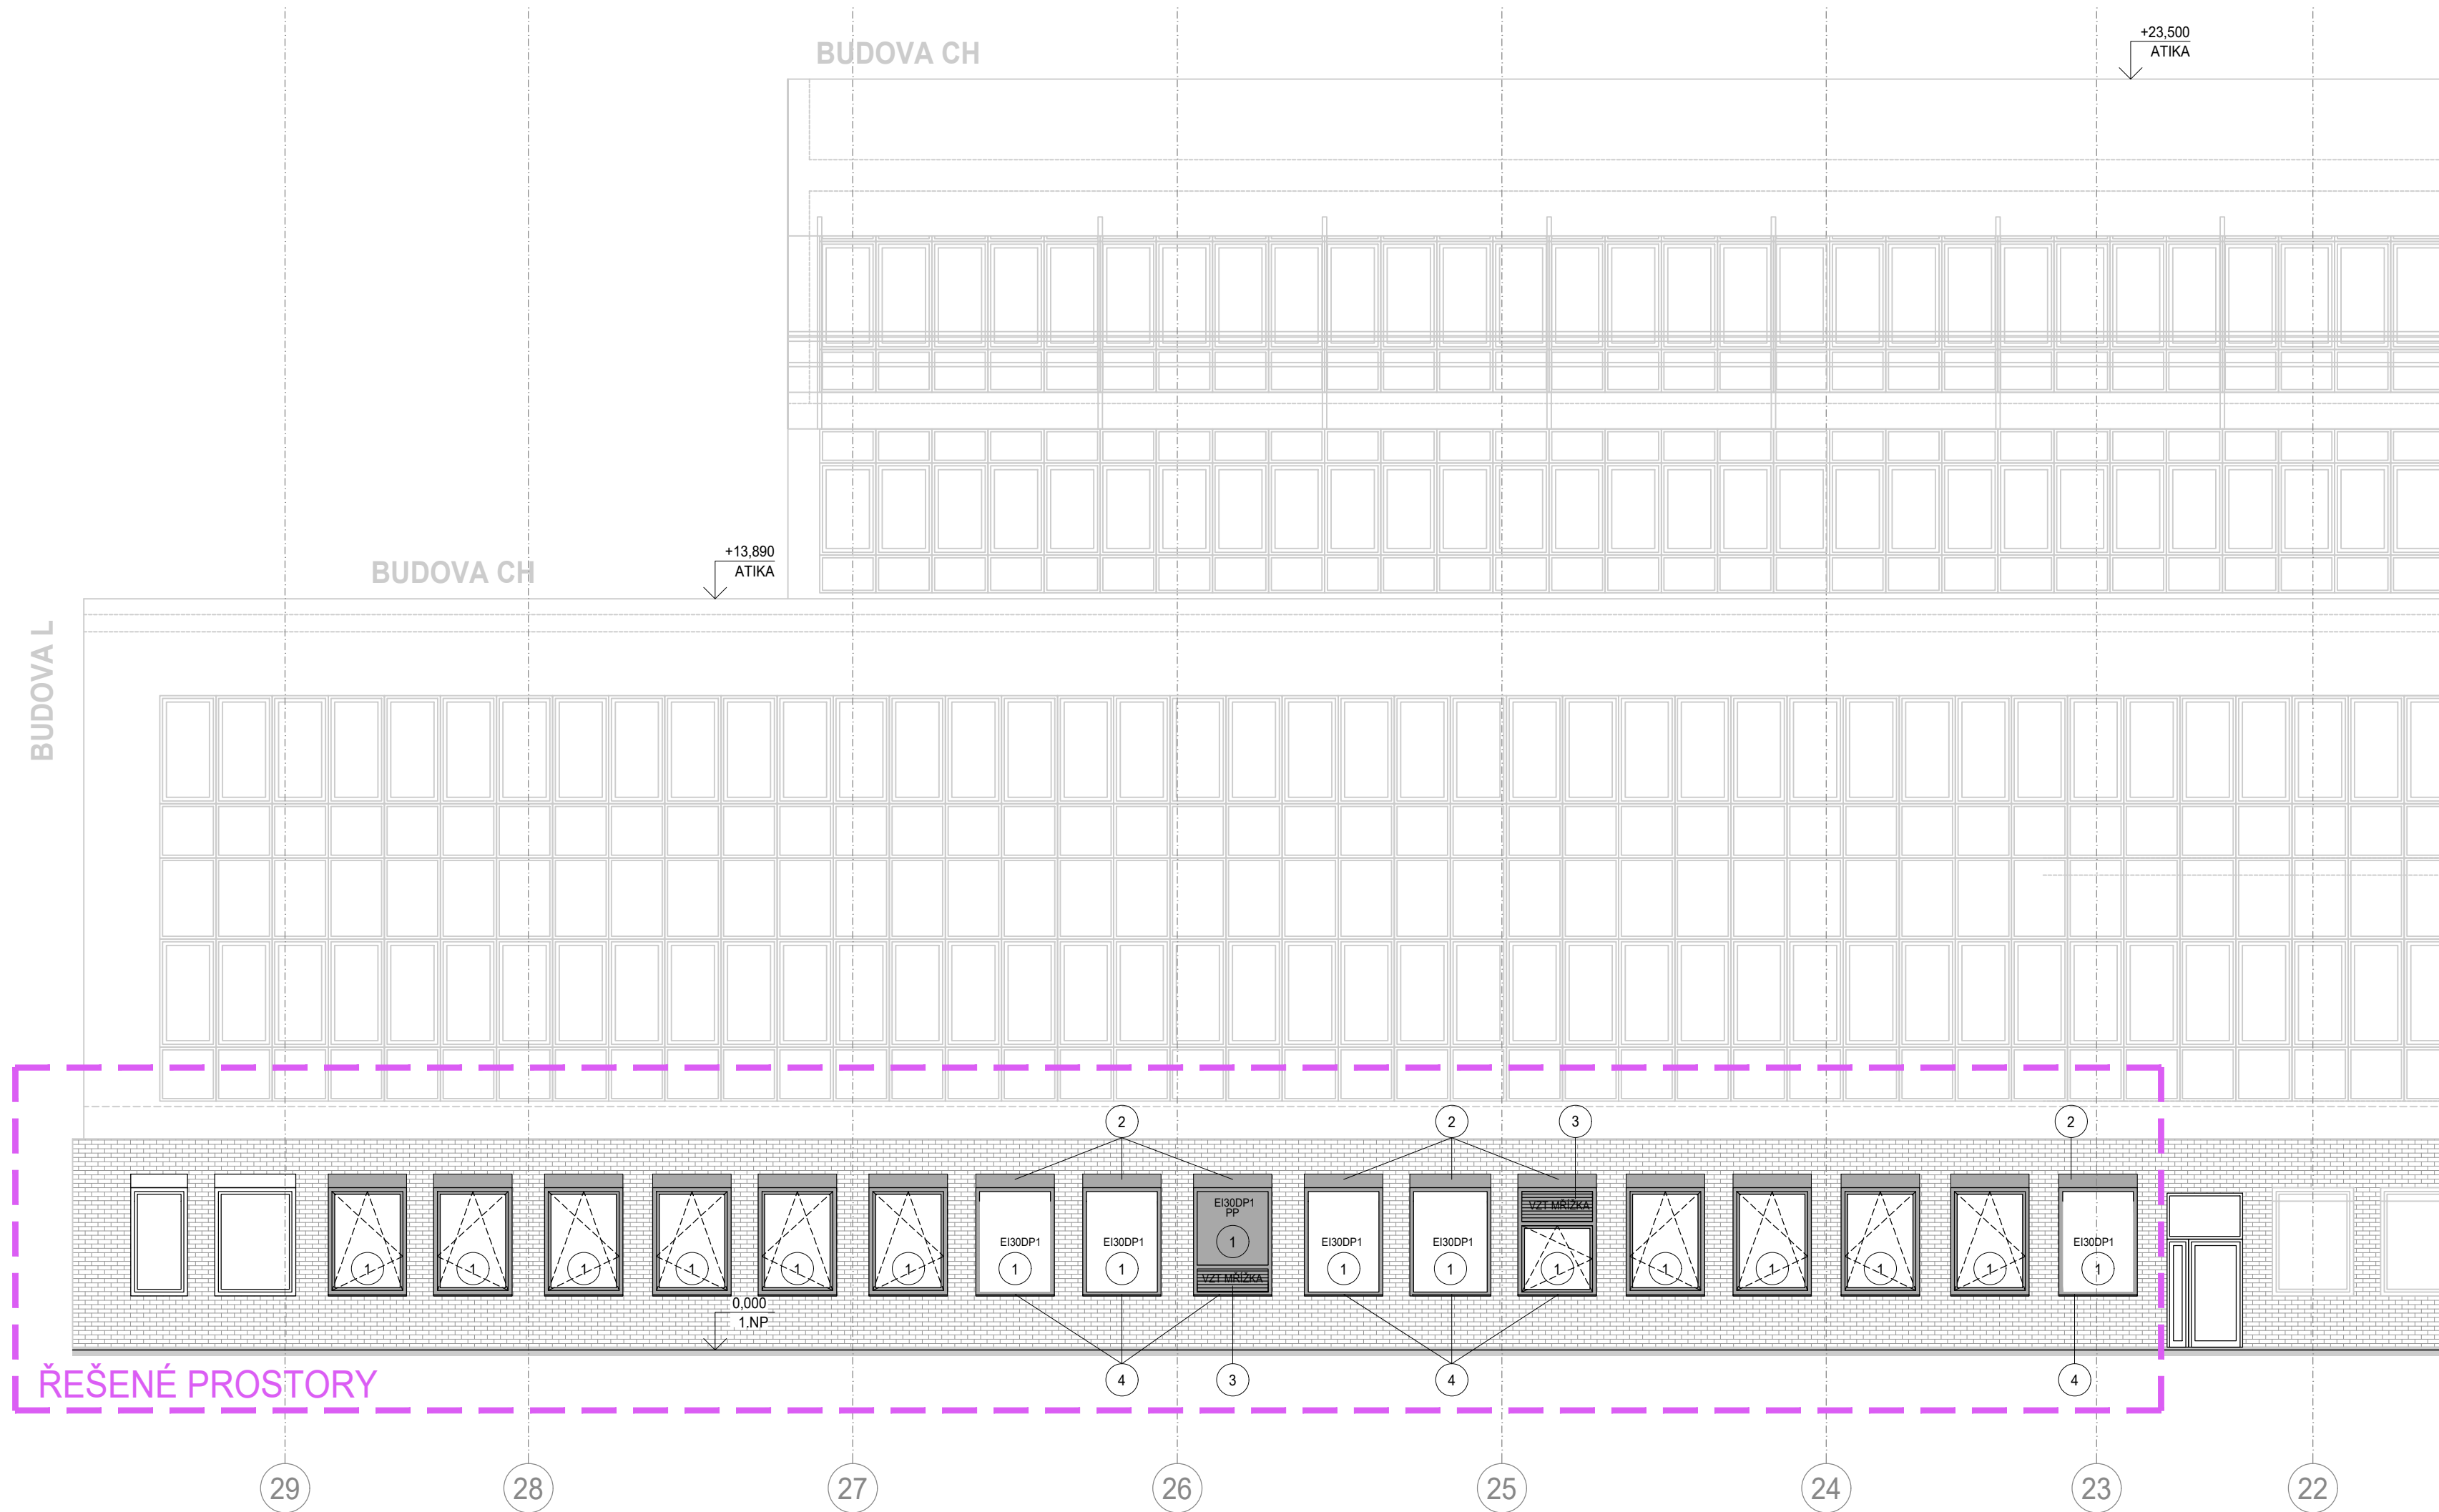 BUDOVA CH
+23,500
ATIKA
+13,890
ATIKA
BUDOVA CH
BUDOVA L
2
2
3
2
EI30DP1
PP
VZT MŘÍŽKA
EI30DP1
EI30DP1
1
EI30DP1
EI30DP1
EI30DP1
1
1
1
1
1
1
1
1
VZT MŘÍŽKA
1
1
1
1
1
1
1
1
0,000
1.NP
ŘEŠENÉ PROSTORY
4
3
4
4
29
28
27
26
25
24
23
22